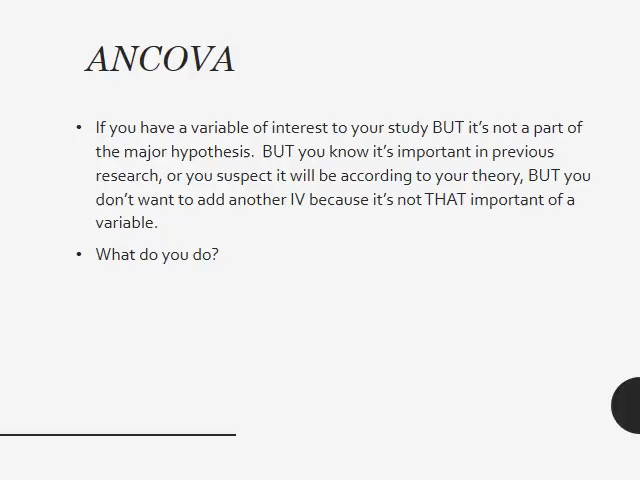 ANCOVA
• If you have a variable of interest to your study BUT it's not a part of
the major hypothesis.  BUT you know it's important in previous
research, or you suspect it will be according to your theory, BUT you
don't want to add another IV because it's not THAT important of a
variable.
• What do you do?